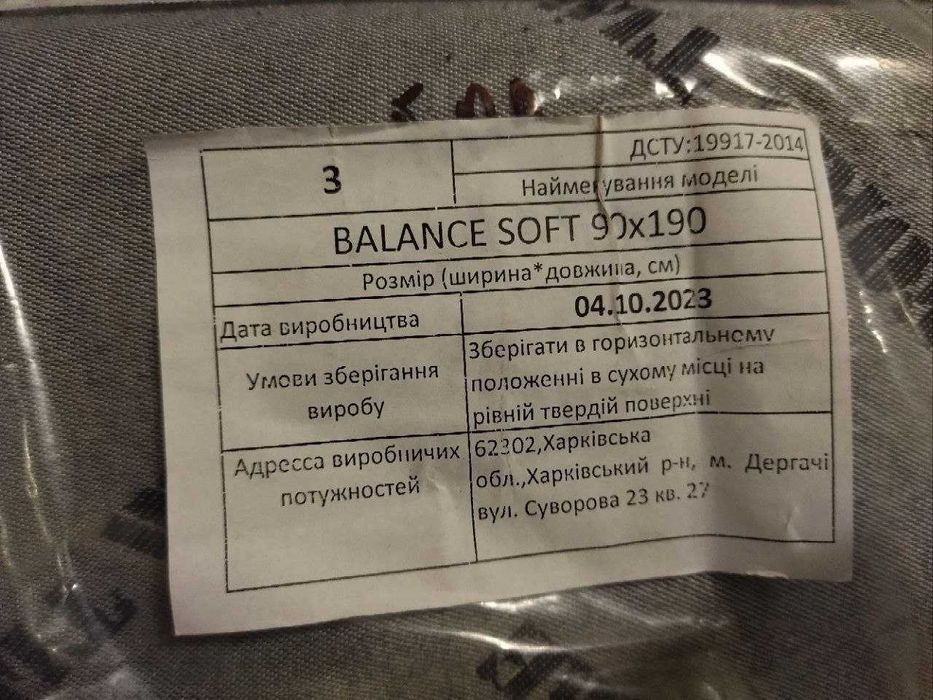 3
ДСТУ:19917-2014
Найменування моделі
BALANCE SOFT 90x190
Розмір (ширина*довжина, см)
Дата виробництва
04.10.2023
Умови зберігання
виробу
Зберігати в горизонтальному
положенні в сухому місці на
рівній твердій поверхні
Адресса виробничих
потужностей
62302,Харківська
обл.,Харківський р-н, м. Дергачі
вул. Суворова 23 кв. 27